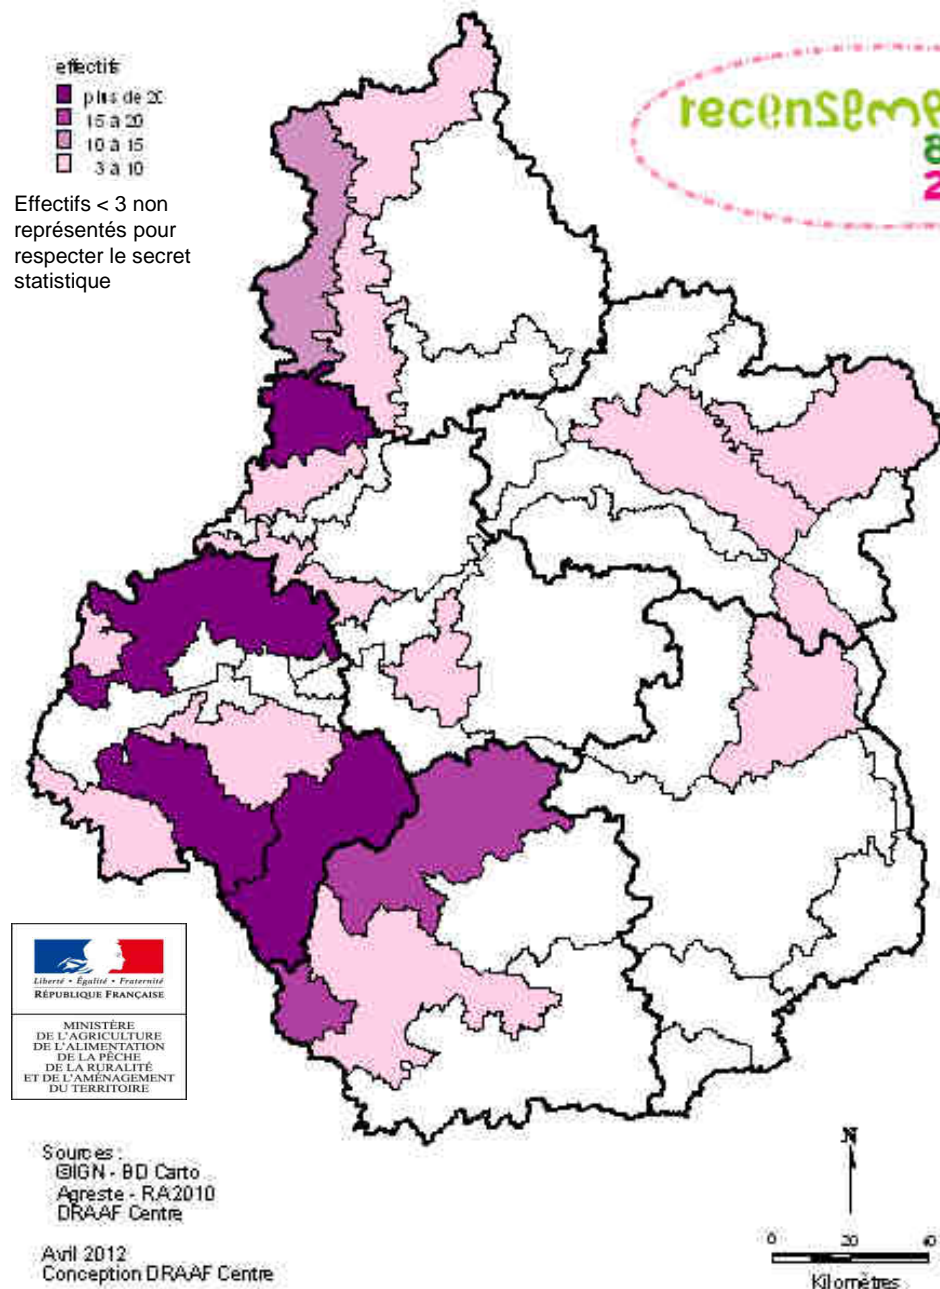 effectifs
plus de 20
15 à 20
10 à 15
3 à 10
Effectifs < 3 non
représentés pour
respecter le secret
statistique
Liberté • Égalité • Fraternité
RÉPUBLIQUE FRANÇAISE
MINISTÈRE
DE L'AGRICULTURE
DE L'ALIMENTATION
DE LA PÊCHE
DE LA RURALITÉ
ET DE L'AMÉNAGEMENT
DU TERRITOIRE
Sources :
©IGN - BD Carto
Agreste - RA2010
DRAAF Centre
Avril 2012
Conception DRAAF Centre
N
0 20 40
Kilomètres